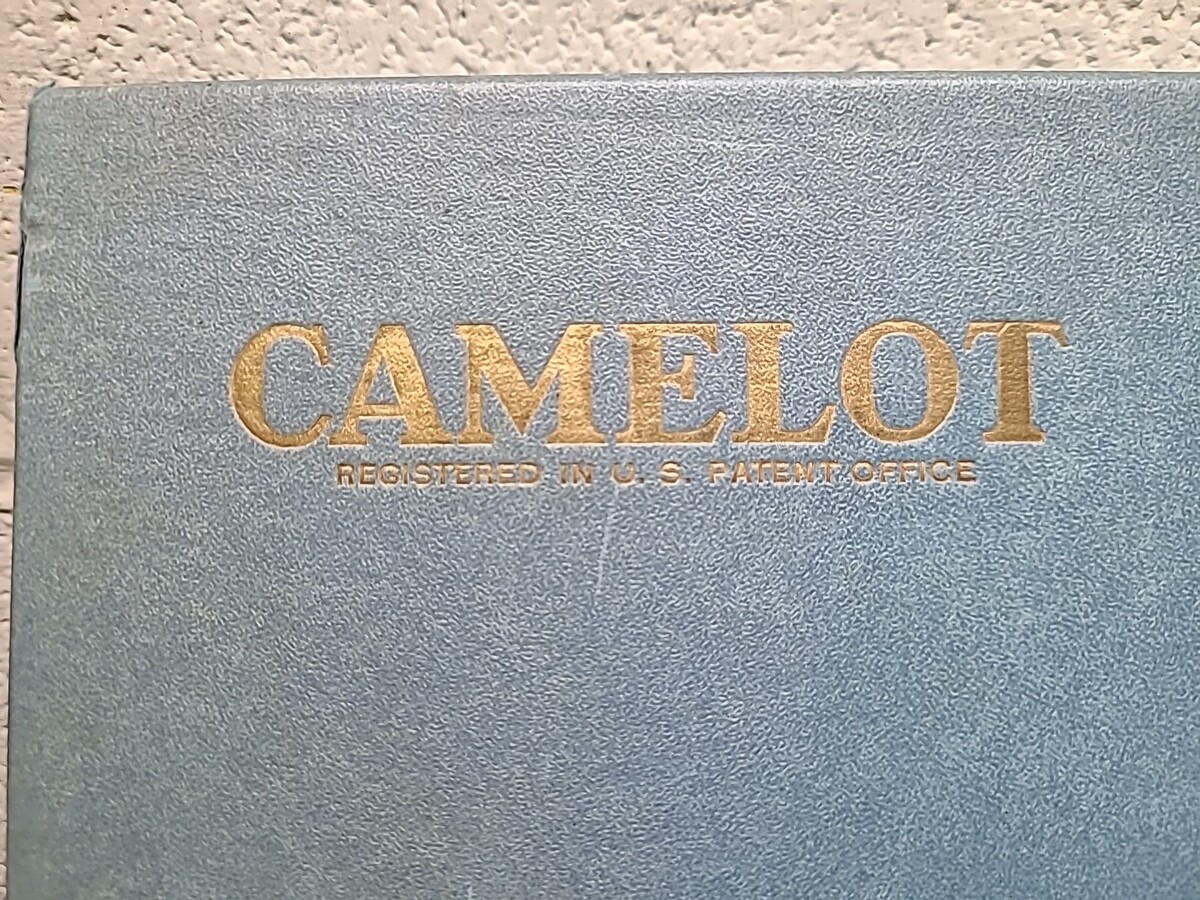 CAMELOT
REGISTERED IN U. S. PATENT OFFICE